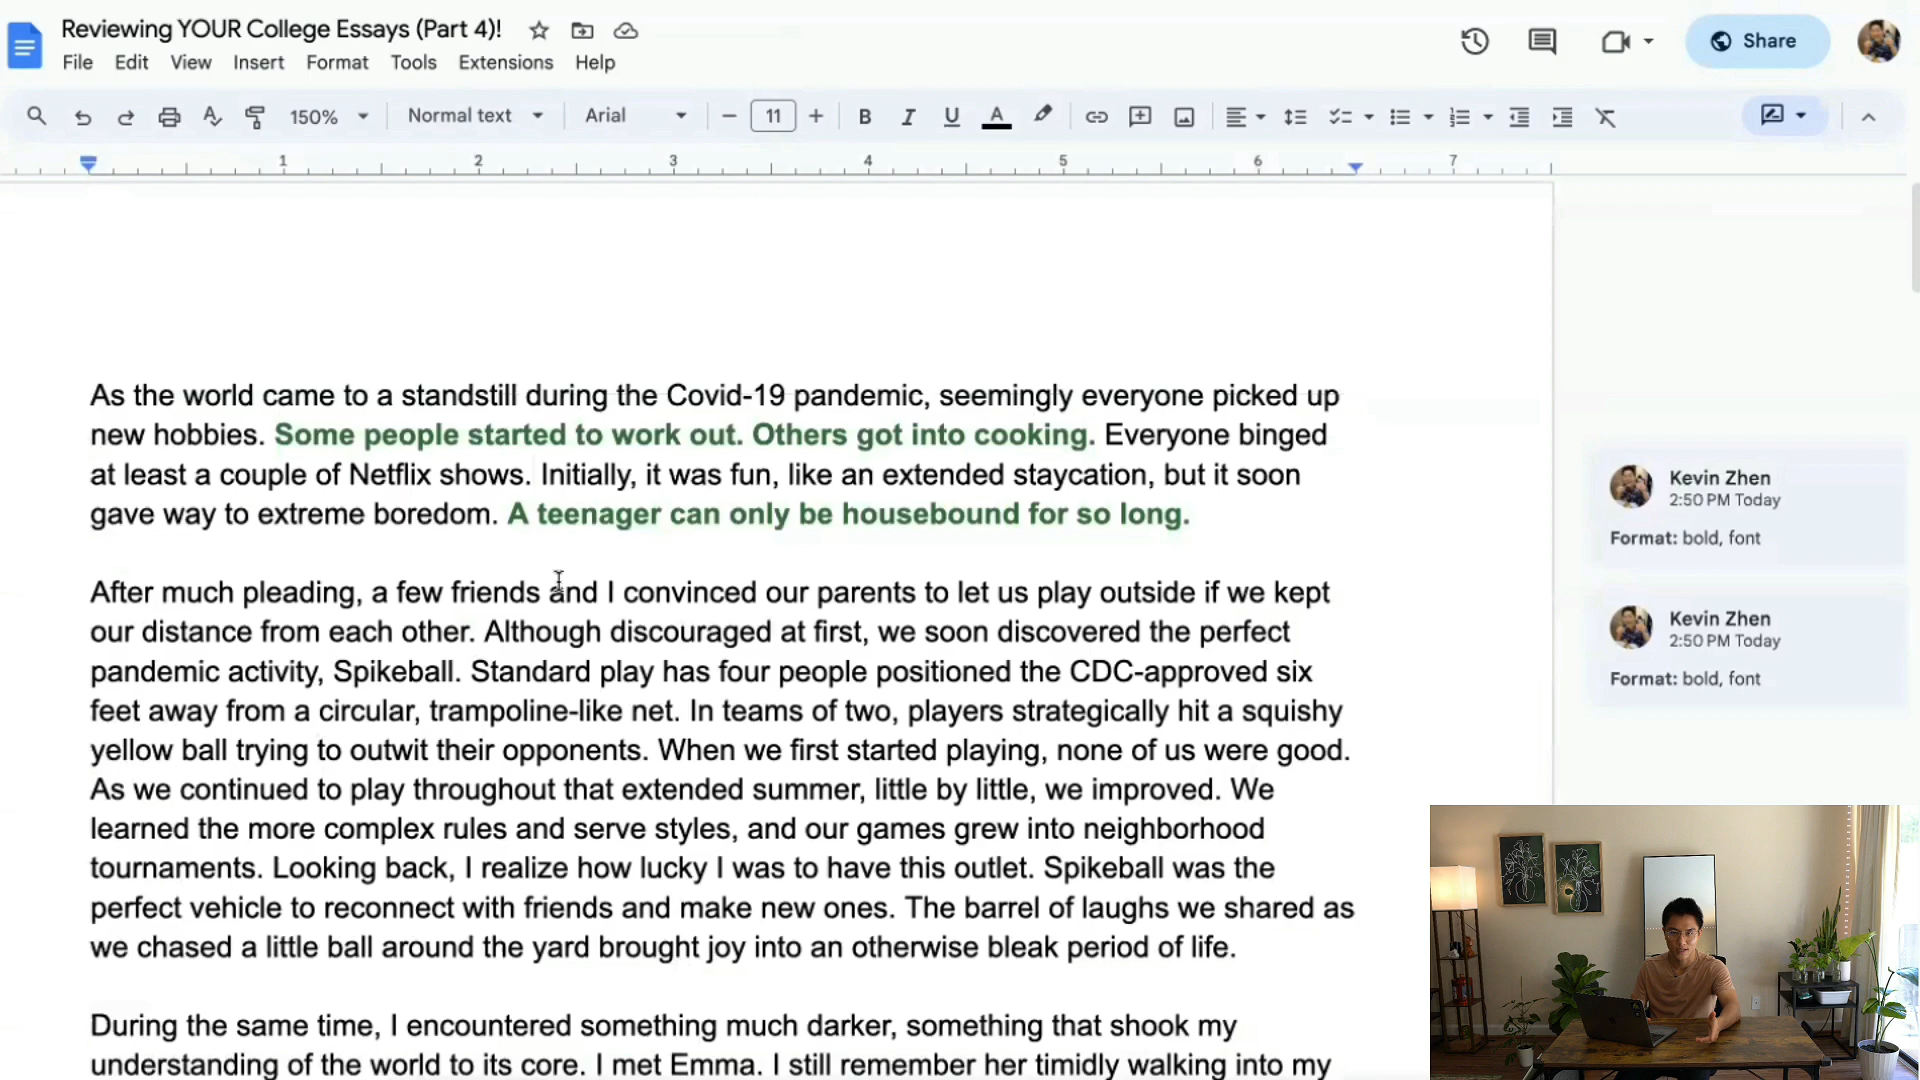 Reviewing YOUR College Essays (Part 4)!
File Edit View Insert Format Tools Extensions Help
Share
150% Normal text Arial 11
1 2 3 4 5 6 7
As the world came to a standstill during the Covid-19 pandemic, seemingly everyone picked up
new hobbies. Some people started to work out. Others got into cooking. Everyone binged
at least a couple of Netflix shows. Initially, it was fun, like an extended staycation, but it soon
gave way to extreme boredom. A teenager can only be housebound for so long.
After much pleading, a few friends and I convinced our parents to let us play outside if we kept
our distance from each other. Although discouraged at first, we soon discovered the perfect
pandemic activity, Spikeball. Standard play has four people positioned the CDC-approved six
feet away from a circular, trampoline-like net. In teams of two, players strategically hit a squishy
yellow ball trying to outwit their opponents. When we first started playing, none of us were good.
As we continued to play throughout that extended summer, little by little, we improved. We
learned the more complex rules and serve styles, and our games grew into neighborhood
tournaments. Looking back, I realize how lucky I was to have this outlet. Spikeball was the
perfect vehicle to reconnect with friends and make new ones. The barrel of laughs we shared as
we chased a little ball around the yard brought joy into an otherwise bleak period of life.
During the same time, I encountered something much darker, something that shook my
understanding of the world to its core. I met Emma. I still remember her timidly walking into my
Kevin Zhen
2:50 PM Today
Format: bold, font
Kevin Zhen
2:50 PM Today
Format: bold, font